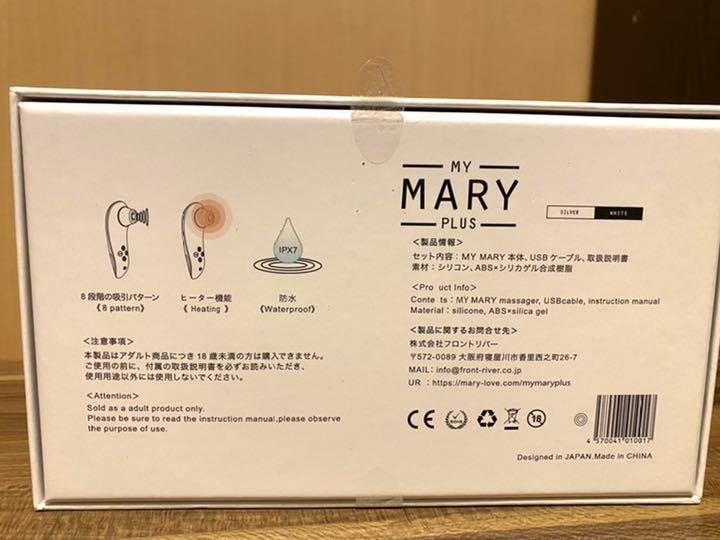 MY
MARY
PLUS
SILVER WHITE
IPX7
8段階の吸引パターン
《8 pattern》
ヒーター機能
《 Heating 》
防水
《Waterproof》
<製品情報>
セット内容：MY MARY 本体、USB ケーブル、取扱説明書
素材：シリコン、ABS×シリカゲル合成樹脂
<Pro uct Info>
Conte ts : MY MARY massager, USBcable, instruction manual
Material : silicone, ABS×silica gel
<製品に関するお問合せ先>
株式会社フロントリバー
〒572-0089 大阪府寝屋川市香里西之町26-7
MAIL: info@front-river.co.jp
UR : https://mary-love.com/mymaryplus
<注意事項>
本製品はアダルト商品につき 18 歳未満の方は購入できません。
ご使用の前に、付属の取扱説明書を必ずお読みいただき、
使用用途以外には使用しないでください。
<Attention>
Sold as a adult product only.
Please be sure to read the instruction manual,please observe
the purpose of use.
CE
RoHS
18
4 570041 010017
Designed in JAPAN.Made in CHINA